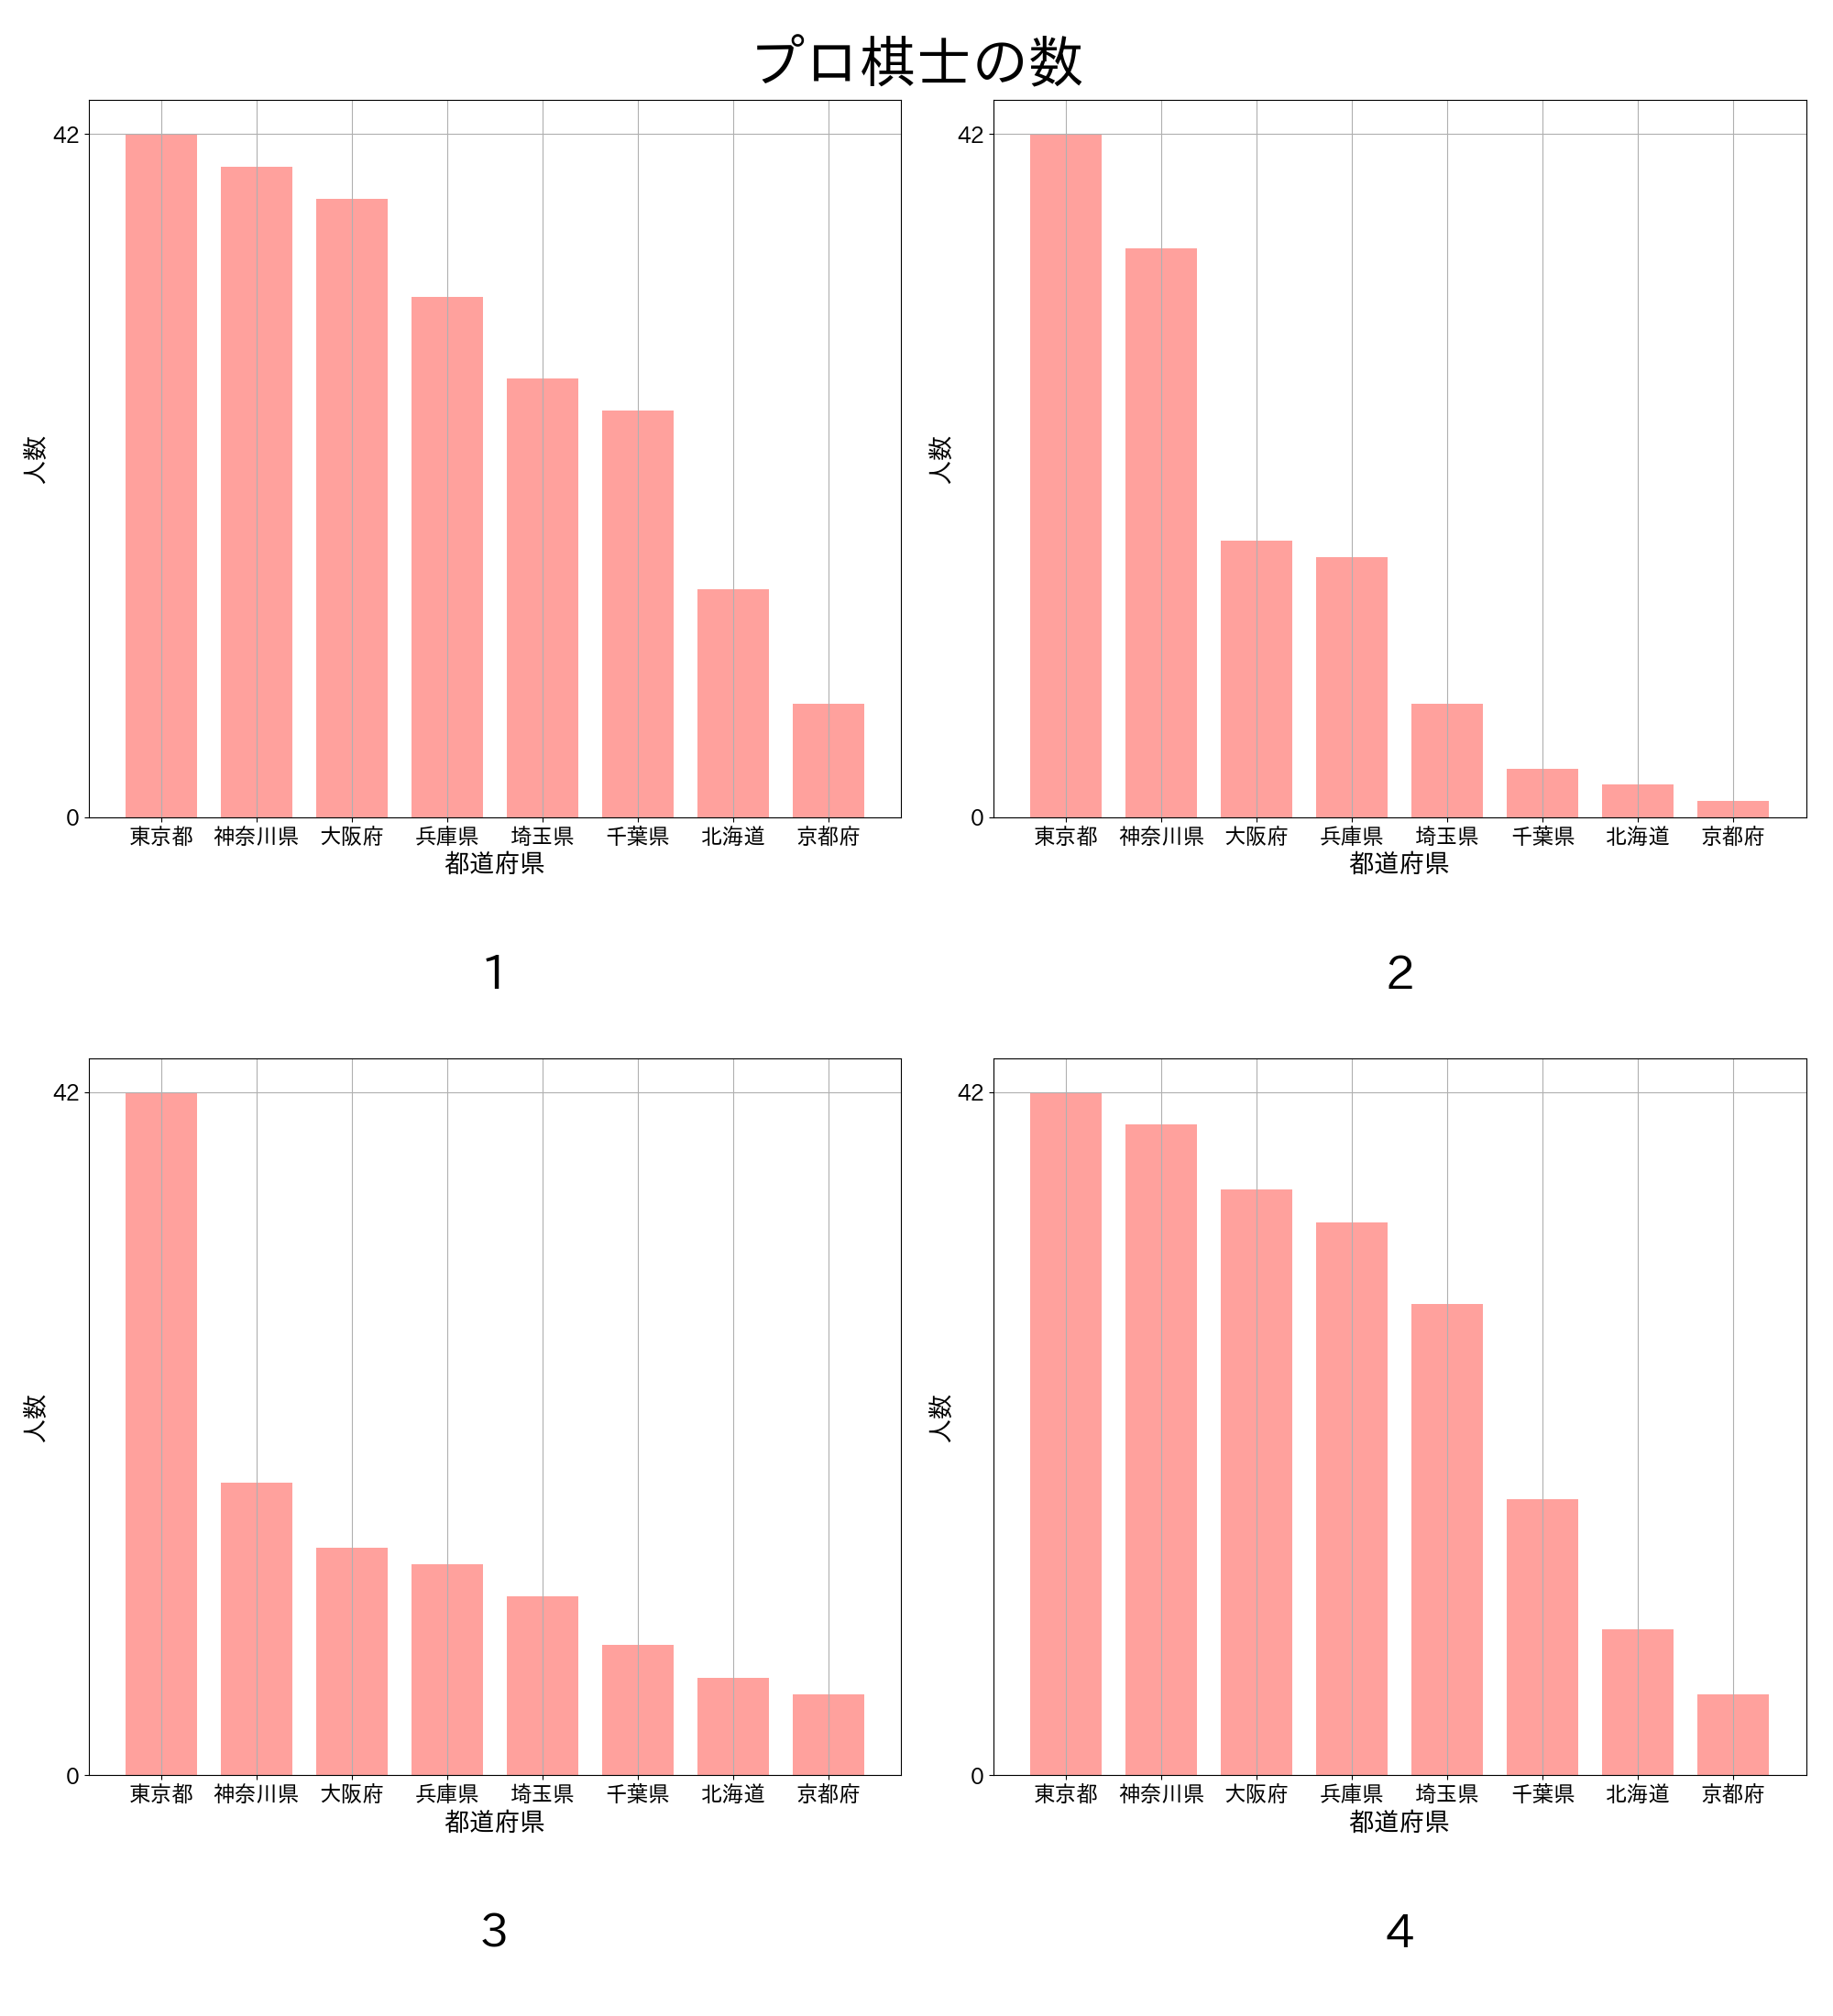 プロ棋士の数
42
0
人数
東京都 神奈川県 大阪府 兵庫県 埼玉県 千葉県 北海道 京都府
都道府県
1
42
0
人数
東京都 神奈川県 大阪府 兵庫県 埼玉県 千葉県 北海道 京都府
都道府県
2
42
0
人数
東京都 神奈川県 大阪府 兵庫県 埼玉県 千葉県 北海道 京都府
都道府県
3
42
0
人数
東京都 神奈川県 大阪府 兵庫県 埼玉県 千葉県 北海道 京都府
都道府県
4